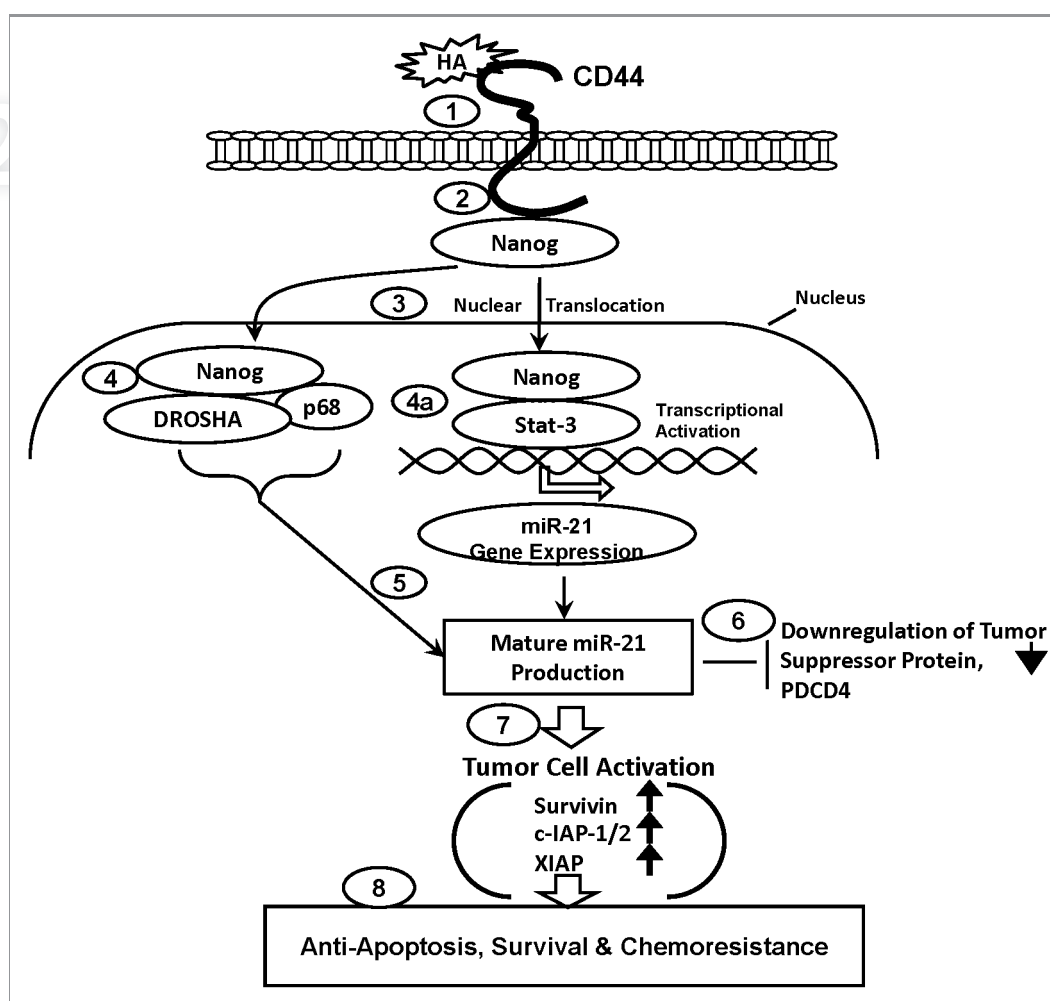 HA
CD44
1
2
Nanog
3
Nuclear Translocation
Nucleus
4
Nanog
DROSHA
p68
4a
Nanog
Stat-3
Transcriptional
Activation
miR-21
Gene Expression
5
Mature miR-21
Production
6
Downregulation of Tumor
Suppressor Protein,
PDCD4
7
Tumor Cell Activation
Survivin
c-IAP-1/2
XIAP
8
Anti-Apoptosis, Survival & Chemoresistance